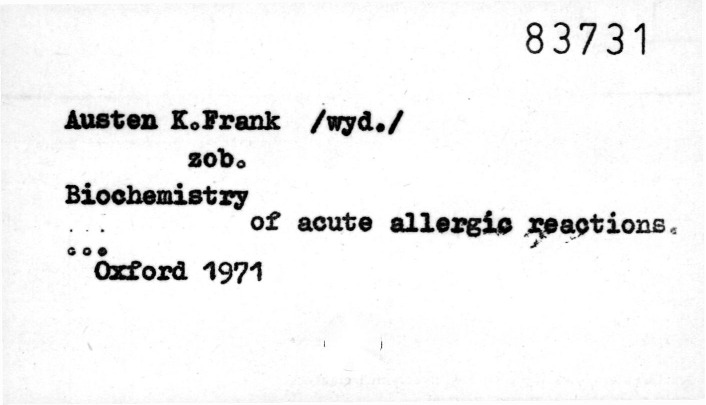 83731
Austen K.Frank /wyd./
zob.
Biochemistry
... of acute allergic reactions.
...
Oxford 1971